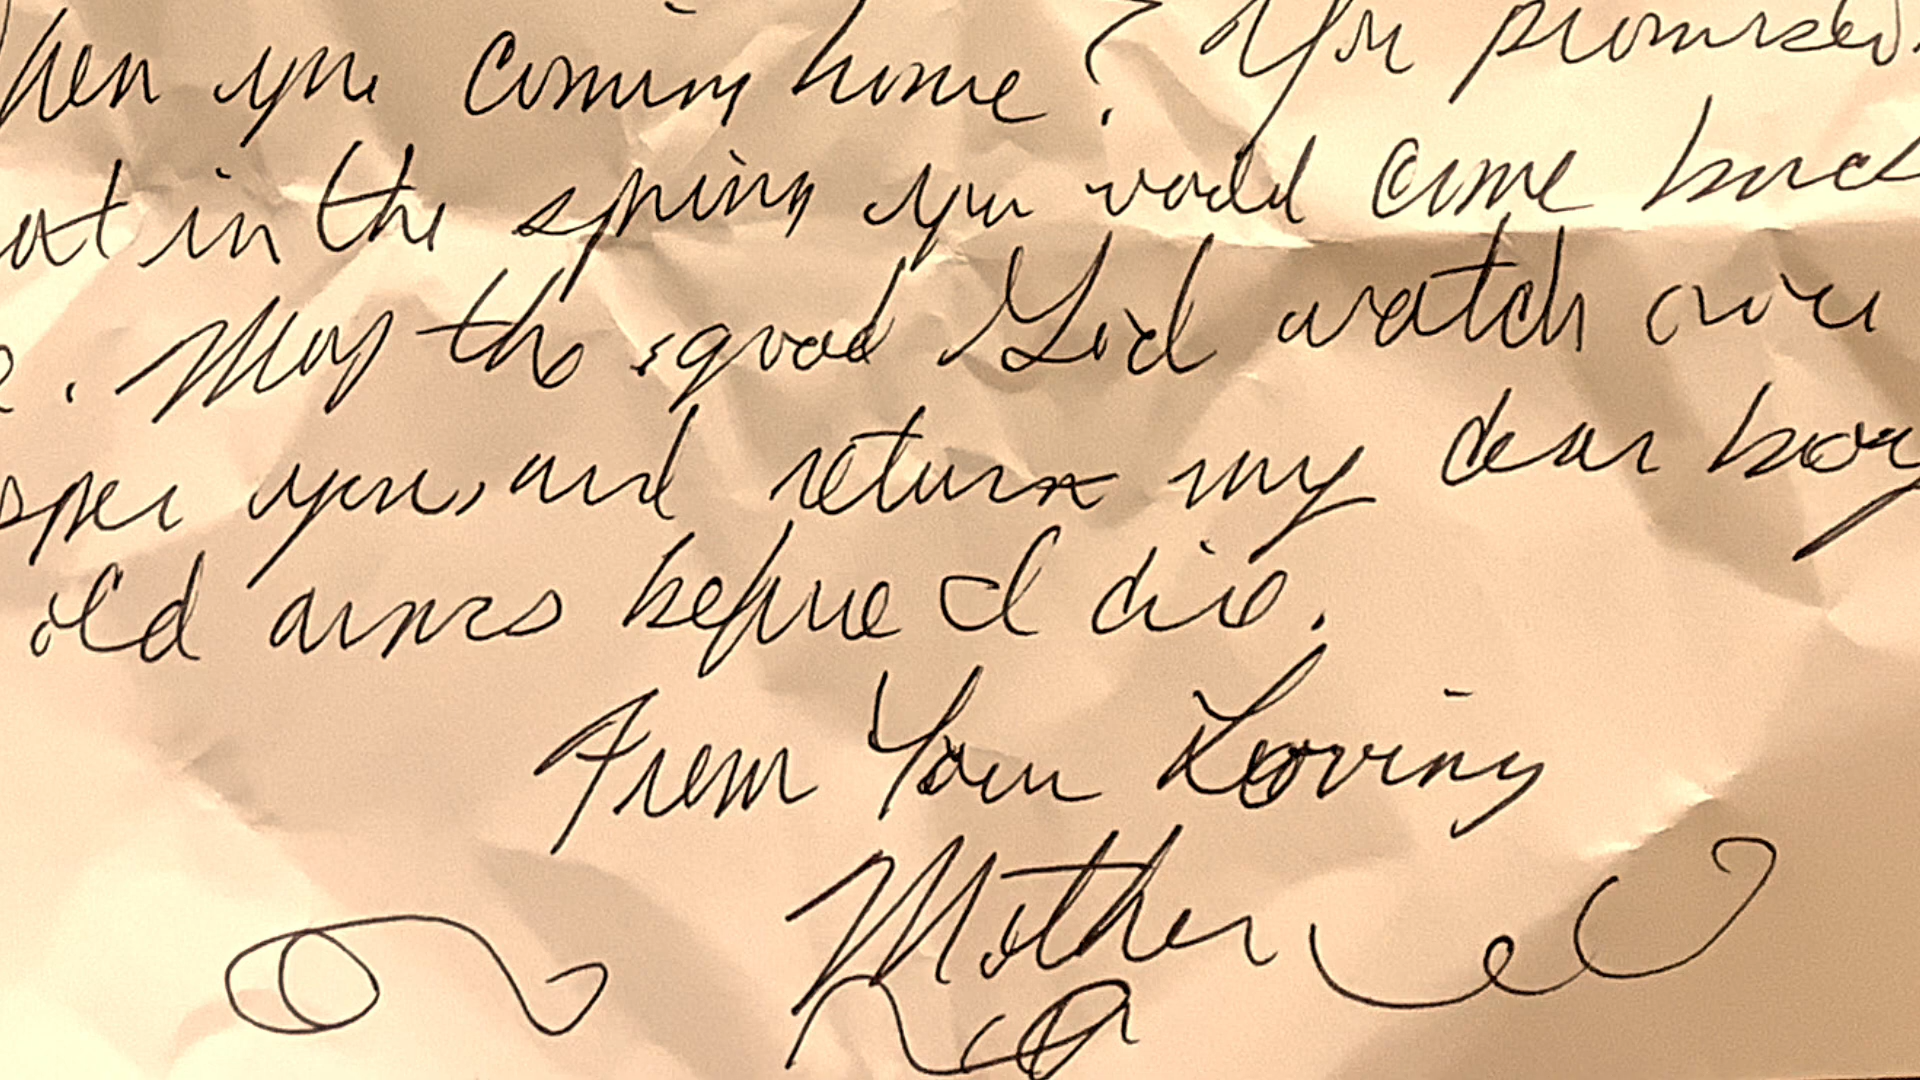 When you coming home? You promised
at in the spring you would come back
. May the good God watch over
you, and return my dear boy
old arms before I die.
From Your Loving
Mother